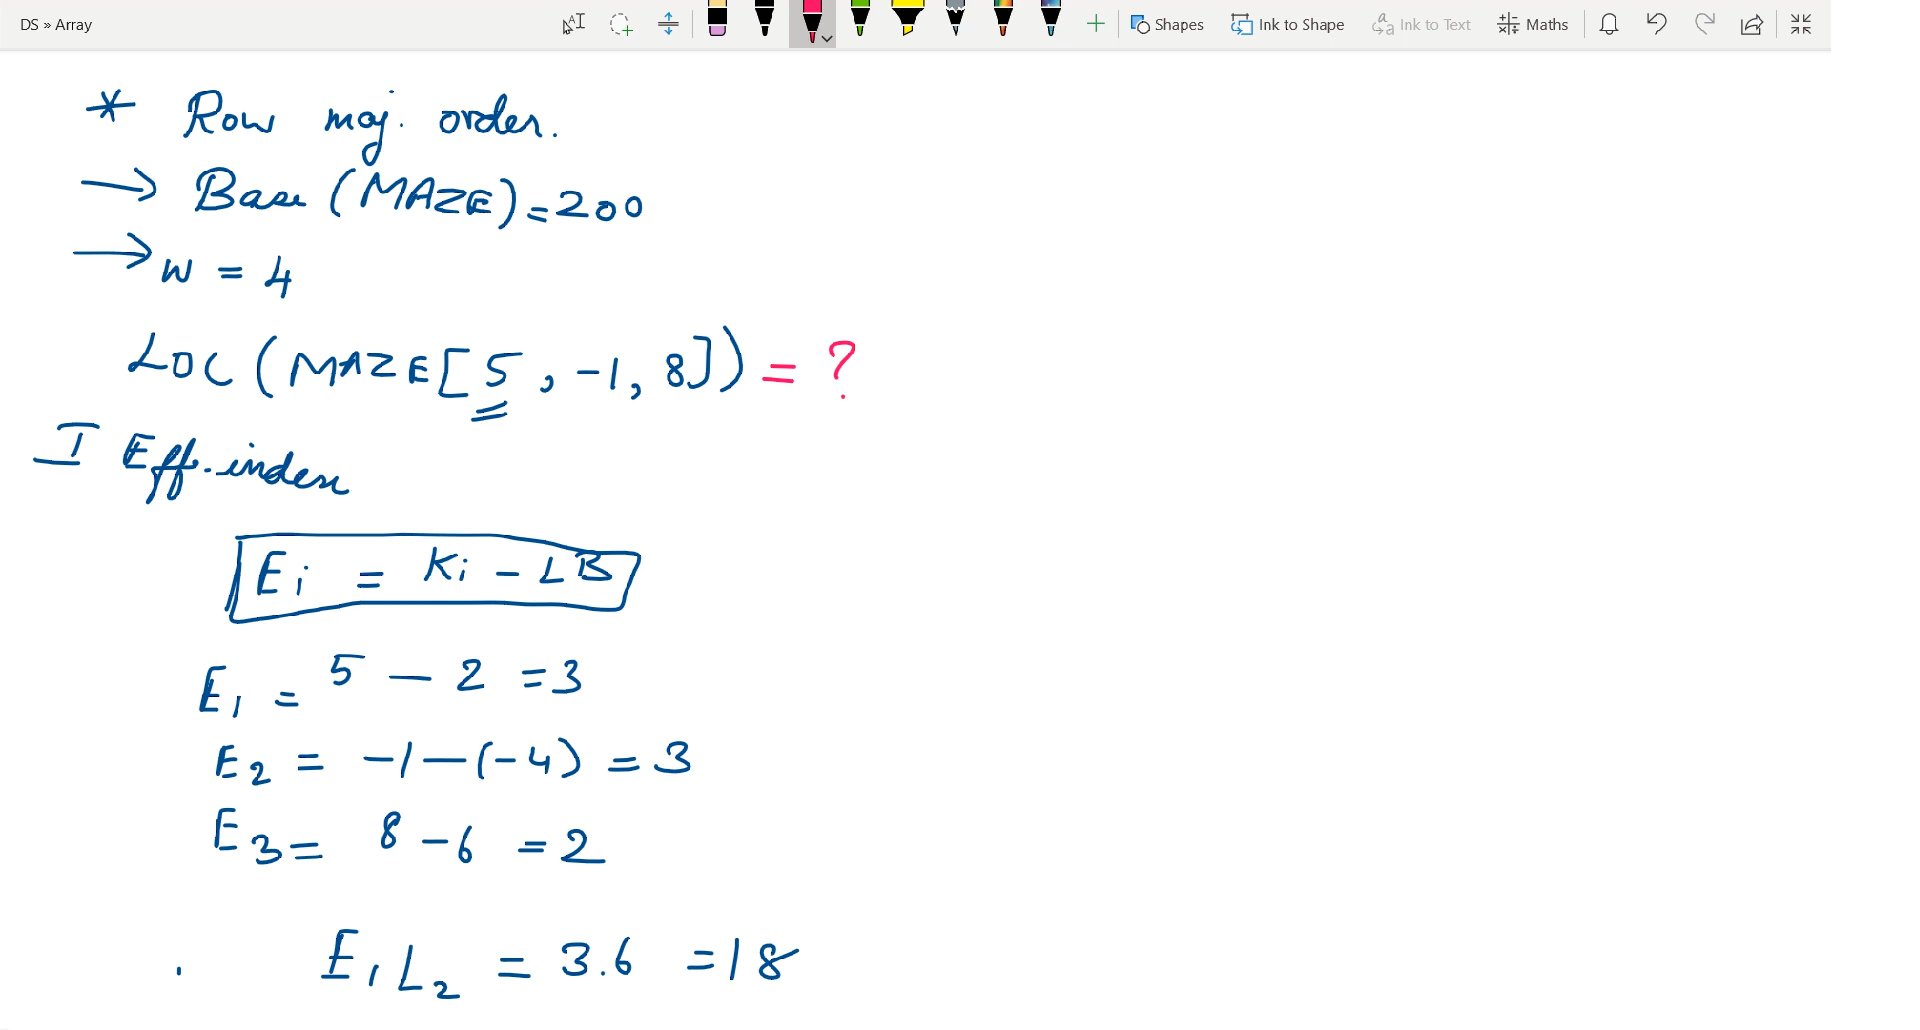 DS » Array
Shapes Ink to Shape Ink to Text Maths
* Row maj. order.
→ Base (MAZE) = 200
→ w = 4
LOC (MAZE[5, -1, 8]) = ?
I Eff. index
Ei = Ki - LB
E1 = 5 - 2 = 3
E2 = -1 - (-4) = 3
E3 = 8 - 6 = 2
. E1L2 = 3.6 = 18